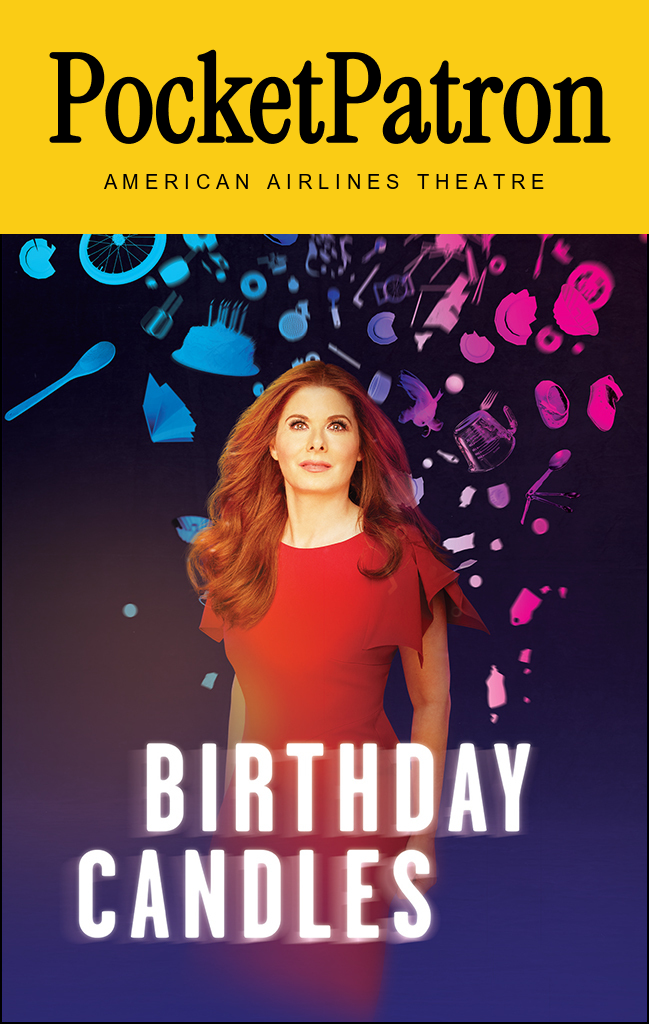 PocketPatron
AMERICAN AIRLINES THEATRE
BIRTHDAY
CANDLES